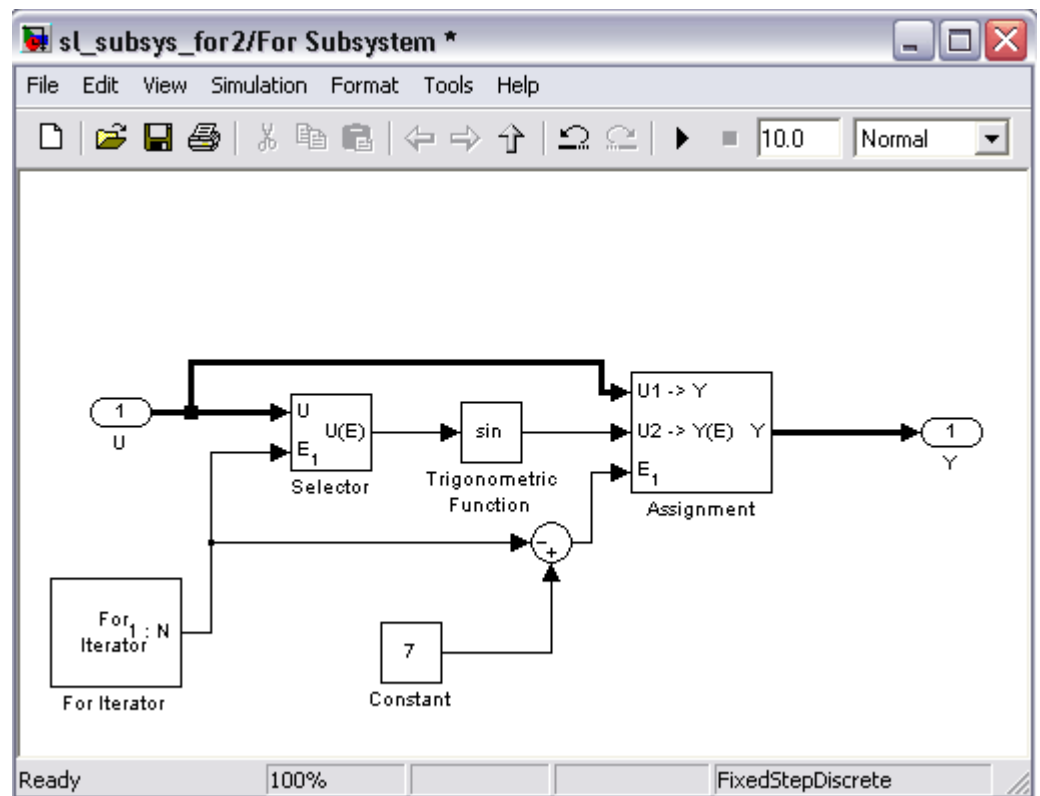 sl_subsys_for2/For Subsystem *
File Edit View Simulation Format Tools Help
10.0 Normal
1
U
U
E1
U(E)
Selector
sin
Trigonometric
Function
U1 -> Y
U2 -> Y(E) Y
E1
Assignment
1
Y
-
+
For
Iterator
1 : N
For Iterator
7
Constant
Ready 100% FixedStepDiscrete